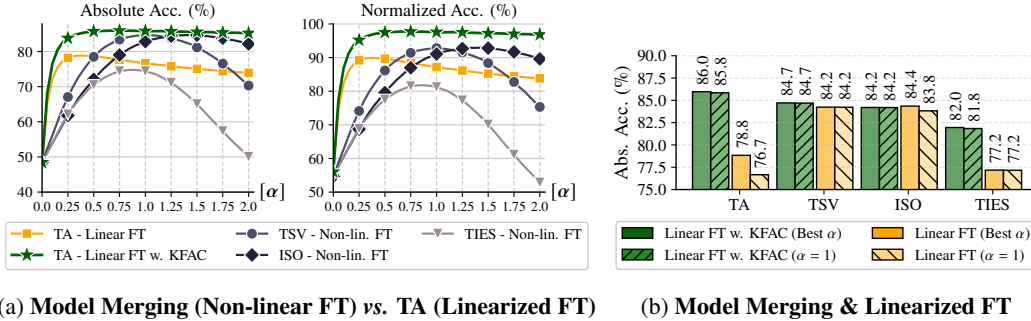 Absolute Acc. (%)
80
70
60
50
40
0.0 0.25 0.5 0.75 1.0 1.25 1.5 1.75 2.0 [α]
Normalized Acc. (%)
100
90
80
70
60
50
0.0 0.25 0.5 0.75 1.0 1.25 1.5 1.75 2.0 [α]
TA - Linear FT
TA - Linear FT w. KFAC
TSV - Non-lin. FT
ISO - Non-lin. FT
TIES - Non-lin. FT
Abs. Acc. (%)
90.0
87.5
85.0
82.5
80.0
77.5
75.0
86.0 85.8 78.8 76.7
84.7 84.7 84.2 84.2
84.2 84.2 84.4 83.8
82.0 81.8 77.2 77.2
TA TSV ISO TIES
Linear FT w. KFAC (Best α)
Linear FT w. KFAC (α = 1)
Linear FT (Best α)
Linear FT (α = 1)
a) Model Merging (Non-linear FT) vs. TA (Linearized FT)
(b) Model Merging & Linearized FT